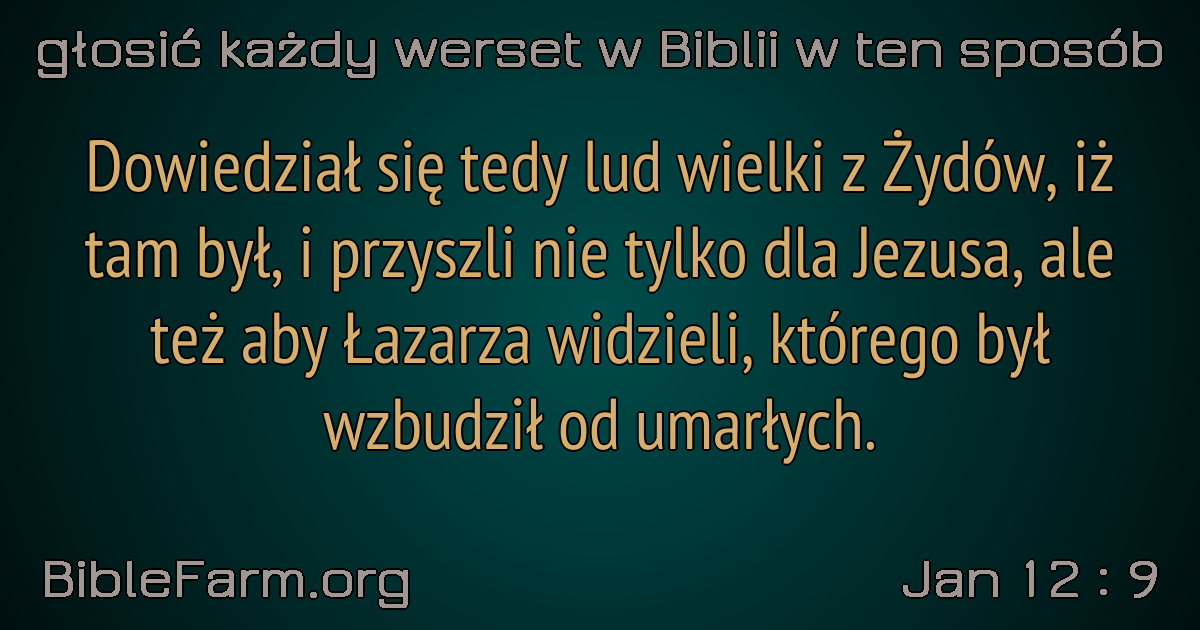 głosić każdy werset w Biblii w ten sposób
Dowiedział się tedy lud wielki z Żydów, iż
tam był, i przyszli nie tylko dla Jezusa, ale
też aby Łazarza widzieli, którego był
wzbudził od umarłych.
BibleFarm.org
Jan 12 : 9